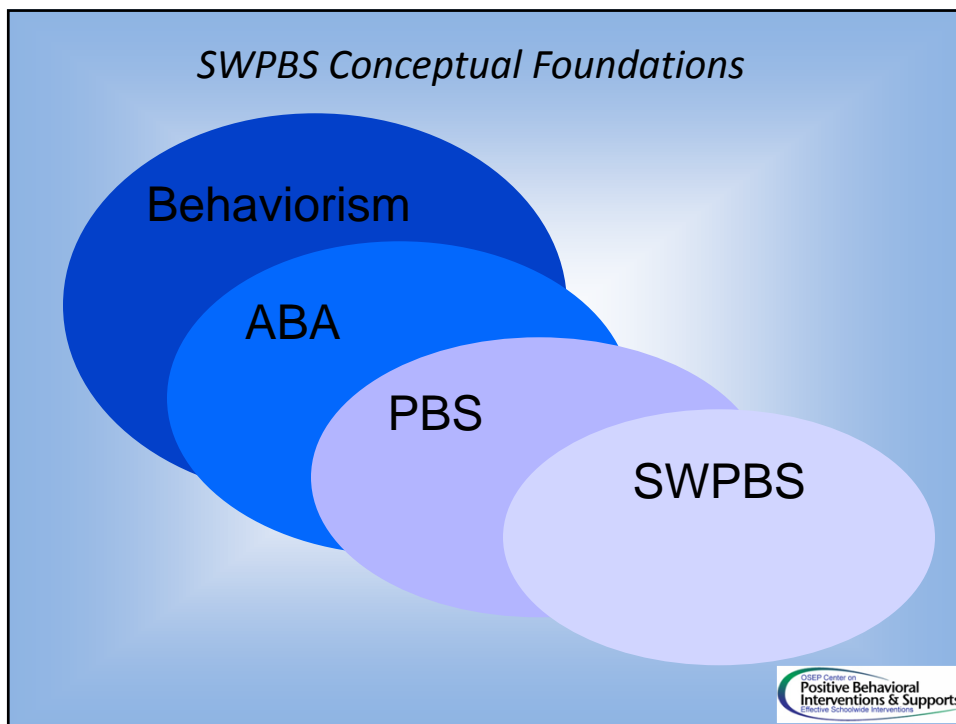 SWPBS Conceptual Foundations
Behaviorism
ABA
PBS
SWPBS
OSEP Center on
Positive Behavioral
Interventions & Supports
Effective Schoolwide Interventions